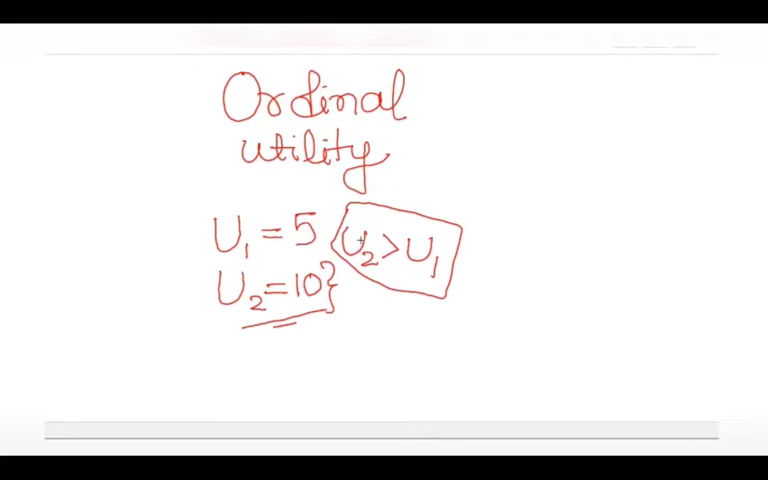 Ordinal
utility
U₁ = 5
U₂ > U₁
U₂ = 10}